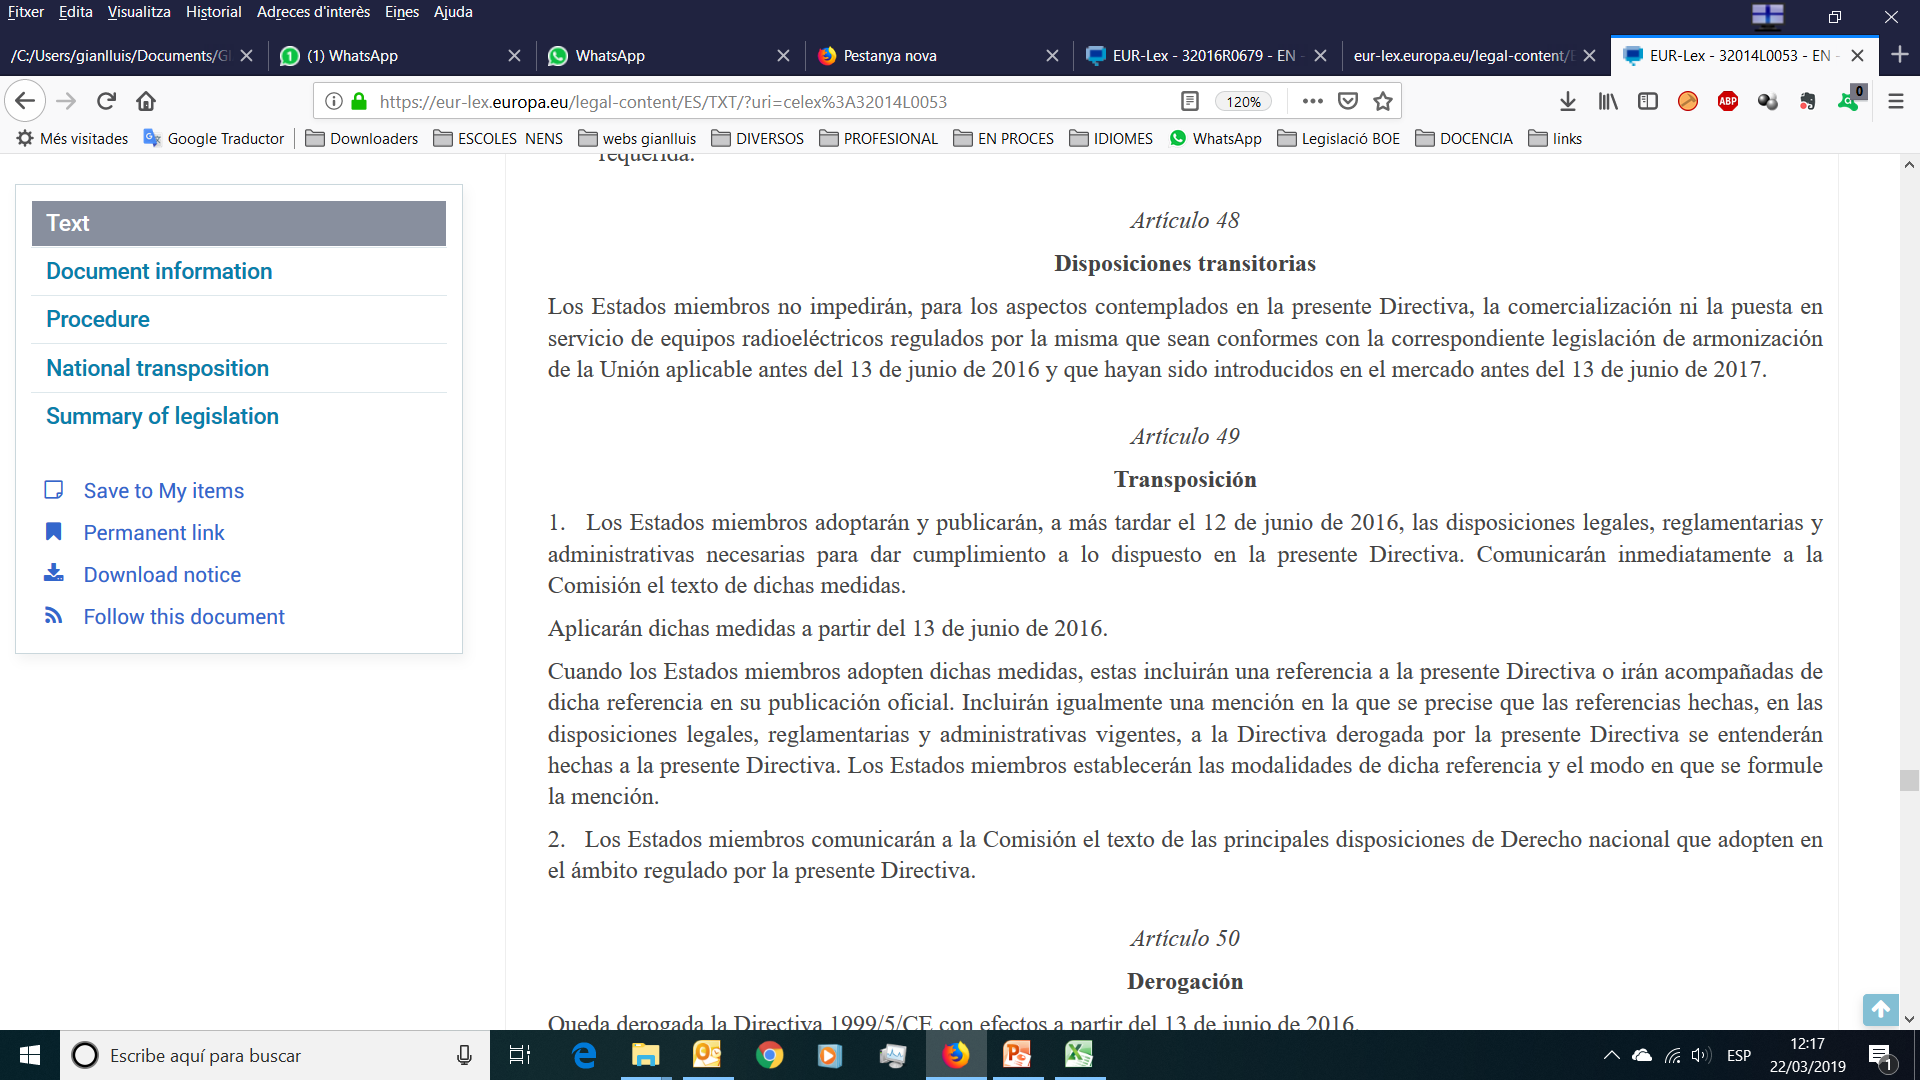 Fitxer Edita Visualitza Historial Adreces d'interès Eines Ajuda
/C:/Users/gianlluis/Documents/Gl (1) WhatsApp WhatsApp Pestanya nova EUR-Lex - 32016R0679 - EN - eur-lex.europa.eu/legal-content/E EUR-Lex - 32014L0053 - EN -
https://eur-lex.europa.eu/legal-content/ES/TXT/?uri=celex%3A32014L0053 120% ABP 0
Més visitades Google Traductor Downloaders ESCOLES NENS webs gianlluis DIVERSOS PROFESIONAL EN PROCES IDIOMES WhatsApp Legislació BOE DOCENCIA links
requerida.
Text
Document information
Procedure
National transposition
Summary of legislation
Save to My items
Permanent link
Download notice
Follow this document
Artículo 48
Disposiciones transitorias
Los Estados miembros no impedirán, para los aspectos contemplados en la presente Directiva, la comercialización ni la puesta en
servicio de equipos radioeléctricos regulados por la misma que sean conformes con la correspondiente legislación de armonización
de la Unión aplicable antes del 13 de junio de 2016 y que hayan sido introducidos en el mercado antes del 13 de junio de 2017.
Artículo 49
Transposición
1. Los Estados miembros adoptarán y publicarán, a más tardar el 12 de junio de 2016, las disposiciones legales, reglamentarias y
administrativas necesarias para dar cumplimiento a lo dispuesto en la presente Directiva. Comunicarán inmediatamente a la
Comisión el texto de dichas medidas.
Aplicarán dichas medidas a partir del 13 de junio de 2016.
Cuando los Estados miembros adopten dichas medidas, estas incluirán una referencia a la presente Directiva o irán acompañadas de
dicha referencia en su publicación oficial. Incluirán igualmente una mención en la que se precise que las referencias hechas, en las
disposiciones legales, reglamentarias y administrativas vigentes, a la Directiva derogada por la presente Directiva se entenderán
hechas a la presente Directiva. Los Estados miembros establecerán las modalidades de dicha referencia y el modo en que se formule
la mención.
2. Los Estados miembros comunicarán a la Comisión el texto de las principales disposiciones de Derecho nacional que adopten en
el ámbito regulado por la presente Directiva.
Artículo 50
Derogación
Queda derogada la Directiva 1999/5/CE con efectos a partir del 13 de junio de 2016.
Escribe aquí para buscar
ESP
12:17
22/03/2019
1